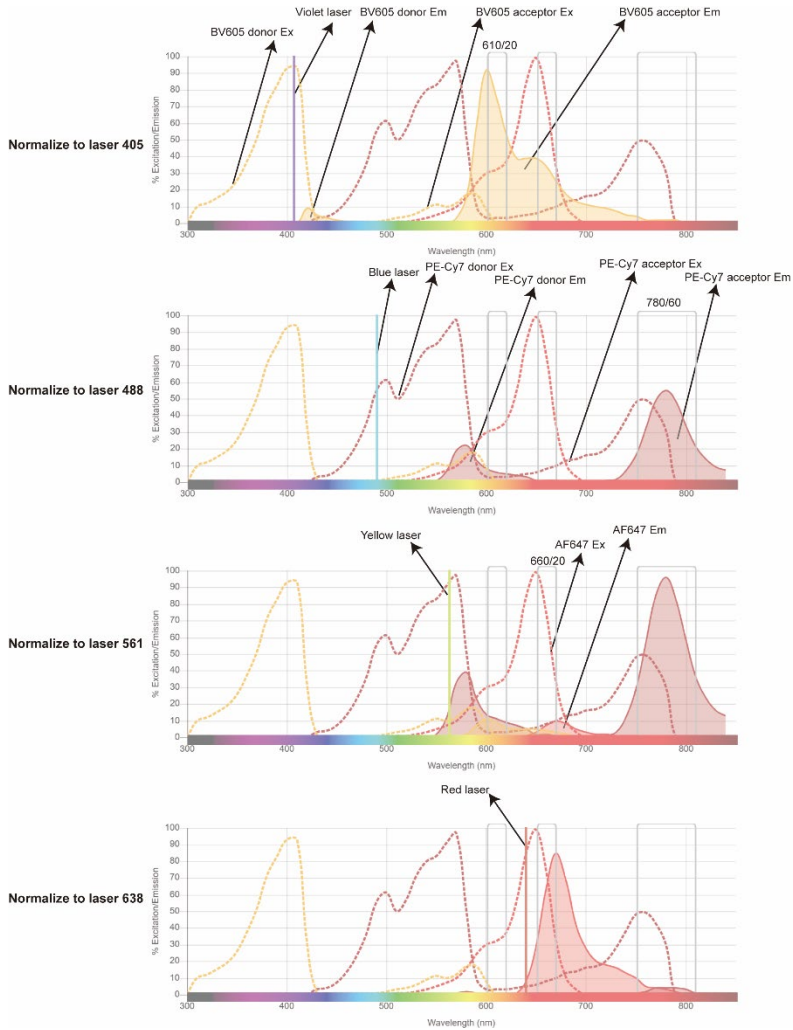 Violet laser
BV605 donor Em
BV605 acceptor Ex
BV605 acceptor Em
BV605 donor Ex
610/20
Normalize to laser 405
% Excitation/Emission
100
90
80
70
60
50
40
30
20
10
0
300
400
500
600
700
800
Wavelength (nm)
Blue laser
PE-Cy7 donor Ex
PE-Cy7 donor Em
PE-Cy7 acceptor Ex
PE-Cy7 acceptor Em
780/60
Normalize to laser 488
% Excitation/Emission
100
90
80
70
60
50
40
30
20
10
0
300
400
500
600
700
800
Wavelength (nm)
Yellow laser
AF647 Em
AF647 Ex
660/20
Normalize to laser 561
% Excitation/Emission
100
90
80
70
60
50
40
30
20
10
0
300
400
500
600
700
800
Wavelength (nm)
Red laser
Normalize to laser 638
% Excitation/Emission
100
90
80
70
60
50
40
30
20
10
0
300
400
500
600
700
800
Wavelength (nm)